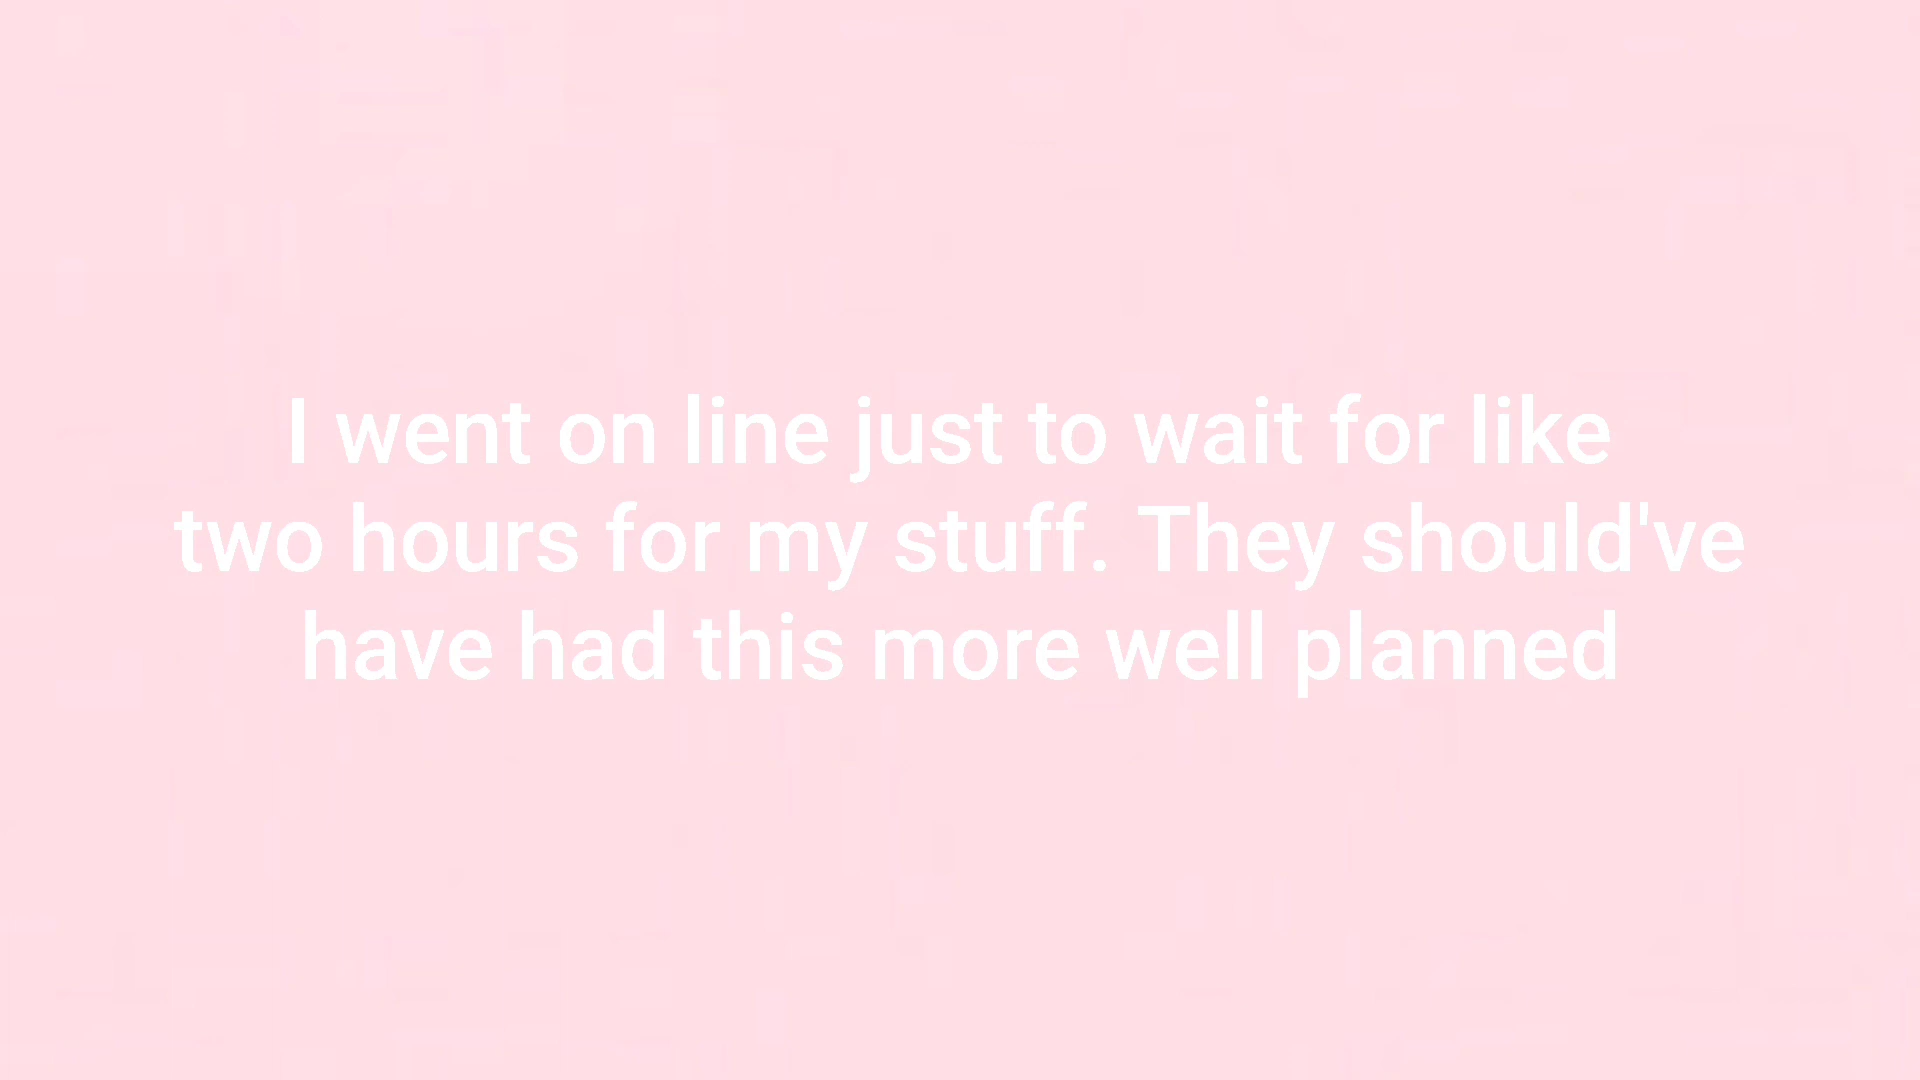 I went on line just to wait for like
two hours for my stuff. They should've
have had this more well planned